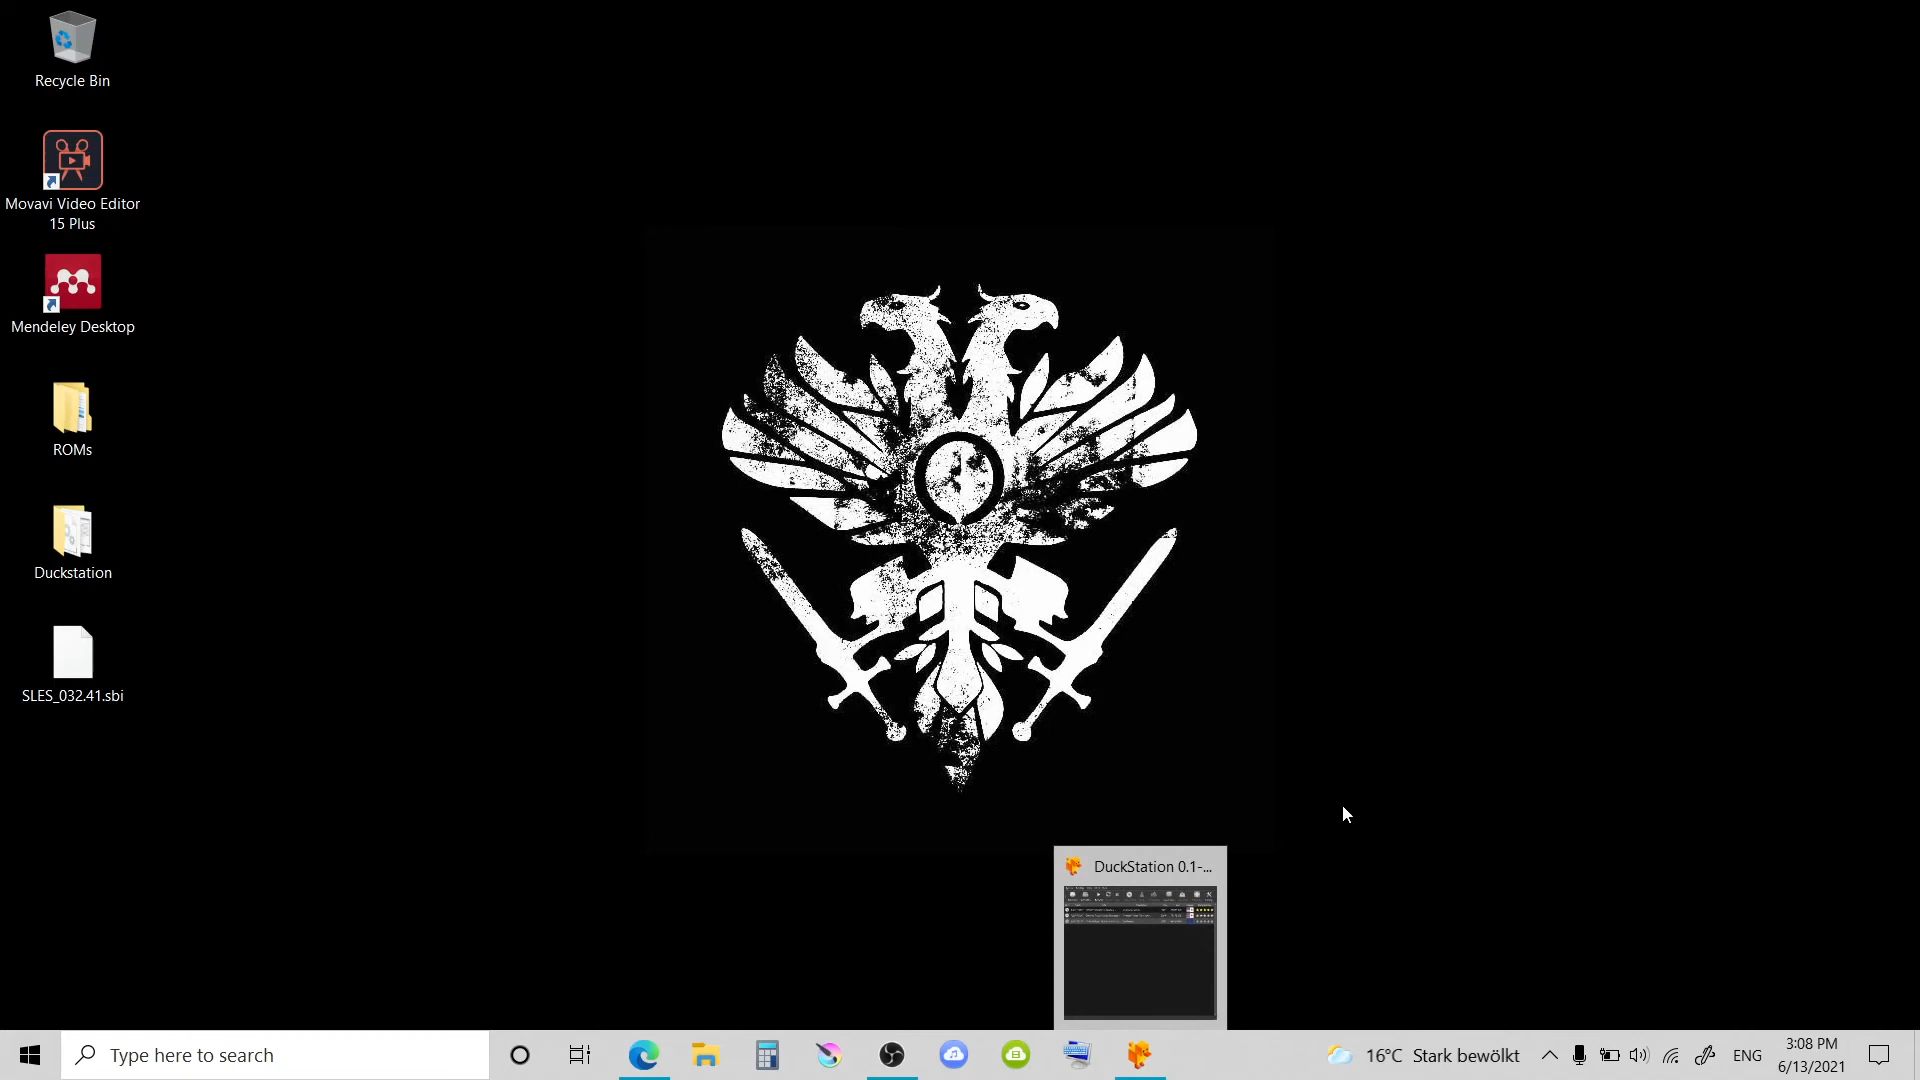 Recycle Bin
Movavi Video Editor
15 Plus
Mendeley Desktop
ROMs
Duckstation
SLES_032.41.sbi
DuckStation 0.1-...
Type here to search
16°C Stark bewölkt
ENG
3:08 PM
6/13/2021